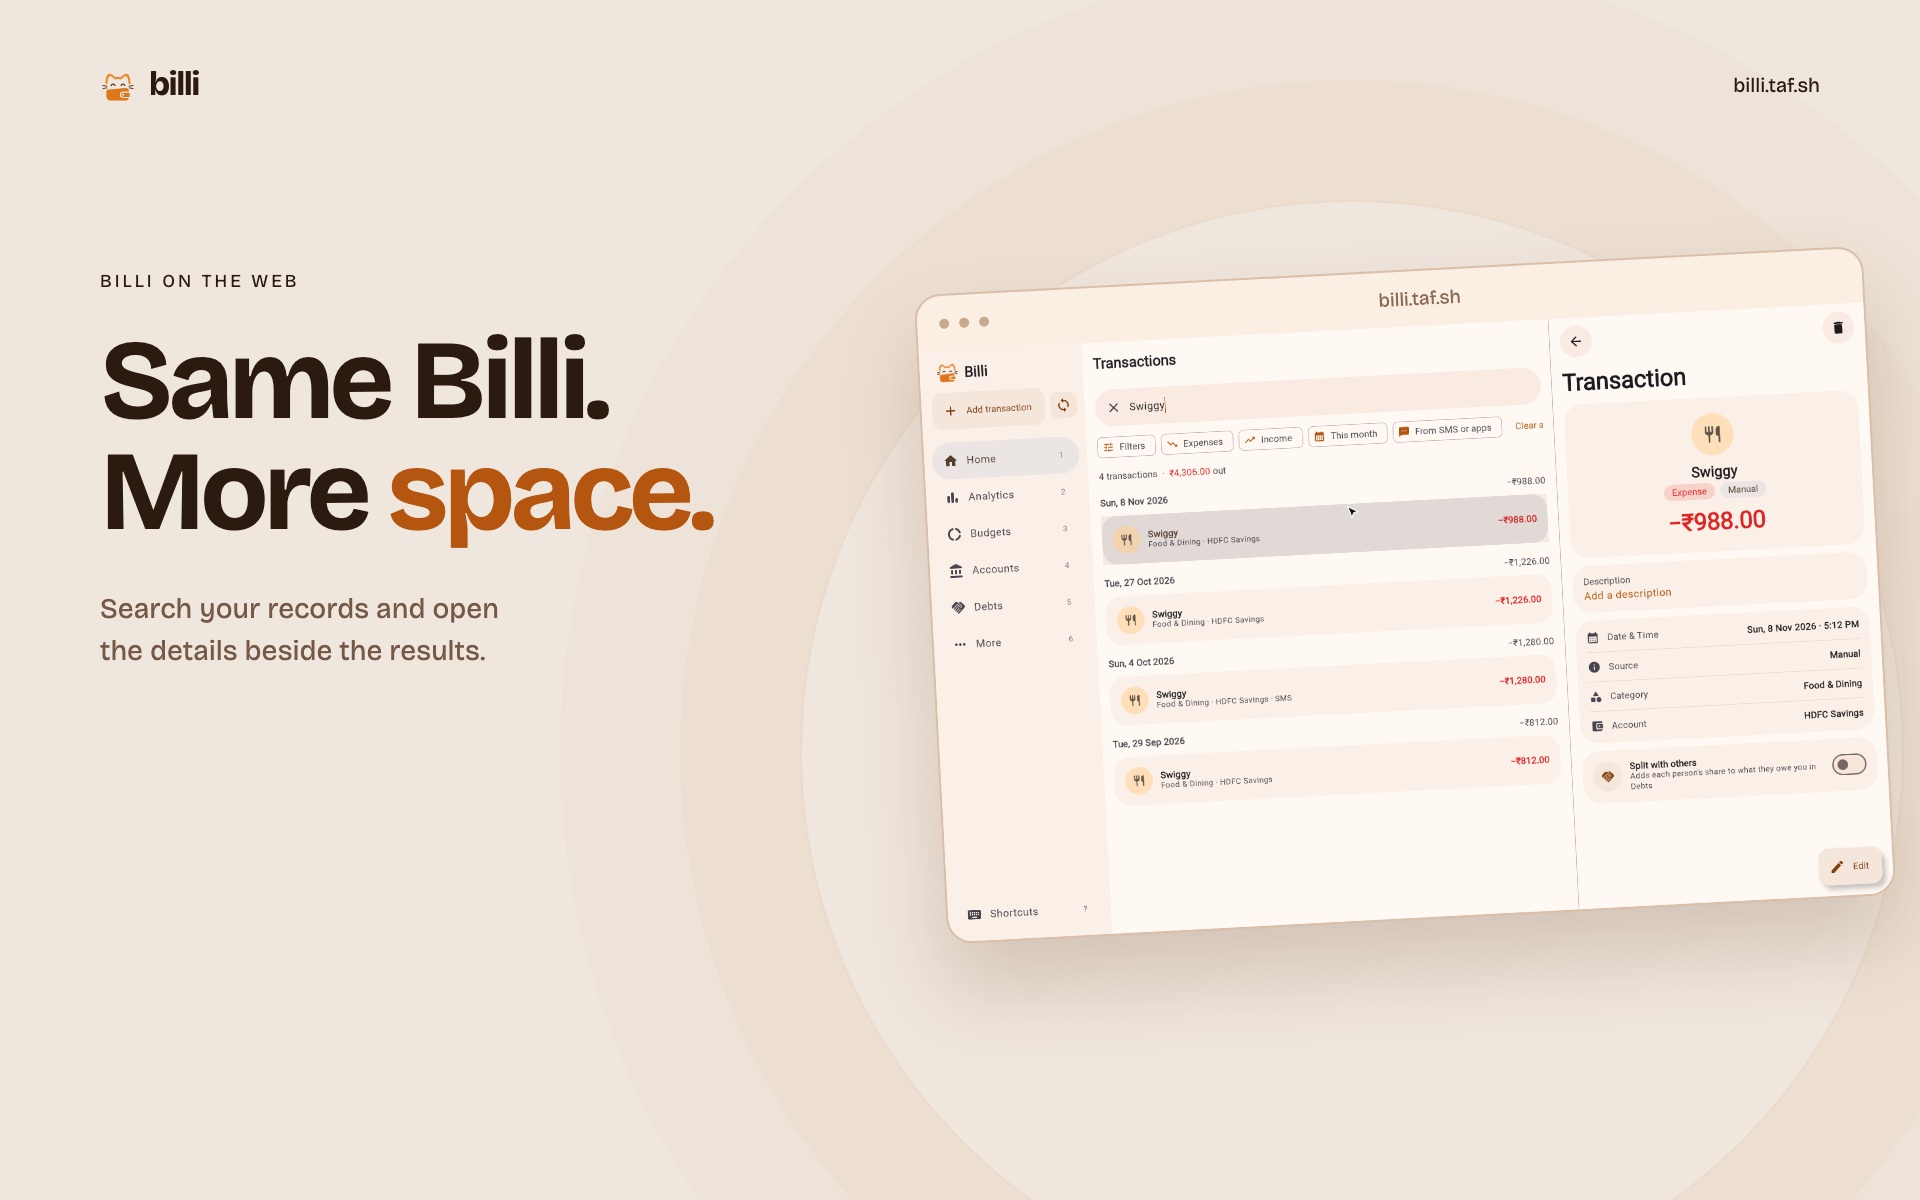 billi
billi.taf.sh
BILLI ON THE WEB
Same Billi.
More space.
Search your records and open
the details beside the results.
billi.taf.sh
Billi
Add transaction
Home 1
Analytics 2
Budgets 3
Accounts 4
Debts 5
More 6
Shortcuts ?
Transactions
Swiggy
Filters Expenses Income This month From SMS or apps Clear a
4 transactions · ₹4,306.00 out
Sun, 8 Nov 2026 −₹988.00
Swiggy −₹988.00
Food & Dining · HDFC Savings
Tue, 27 Oct 2026 −₹1,226.00
Swiggy −₹1,226.00
Food & Dining · HDFC Savings
Sun, 4 Oct 2026 −₹1,280.00
Swiggy −₹1,280.00
Food & Dining · HDFC Savings · SMS
Tue, 29 Sep 2026 −₹812.00
Swiggy −₹812.00
Food & Dining · HDFC Savings
Transaction
Swiggy
Expense Manual
−₹988.00
Description
Add a description
Date & Time Sun, 8 Nov 2026 · 5:12 PM
Source Manual
Category Food & Dining
Account HDFC Savings
Split with others
Adds each person's share to what they owe you in
Debts
Edit